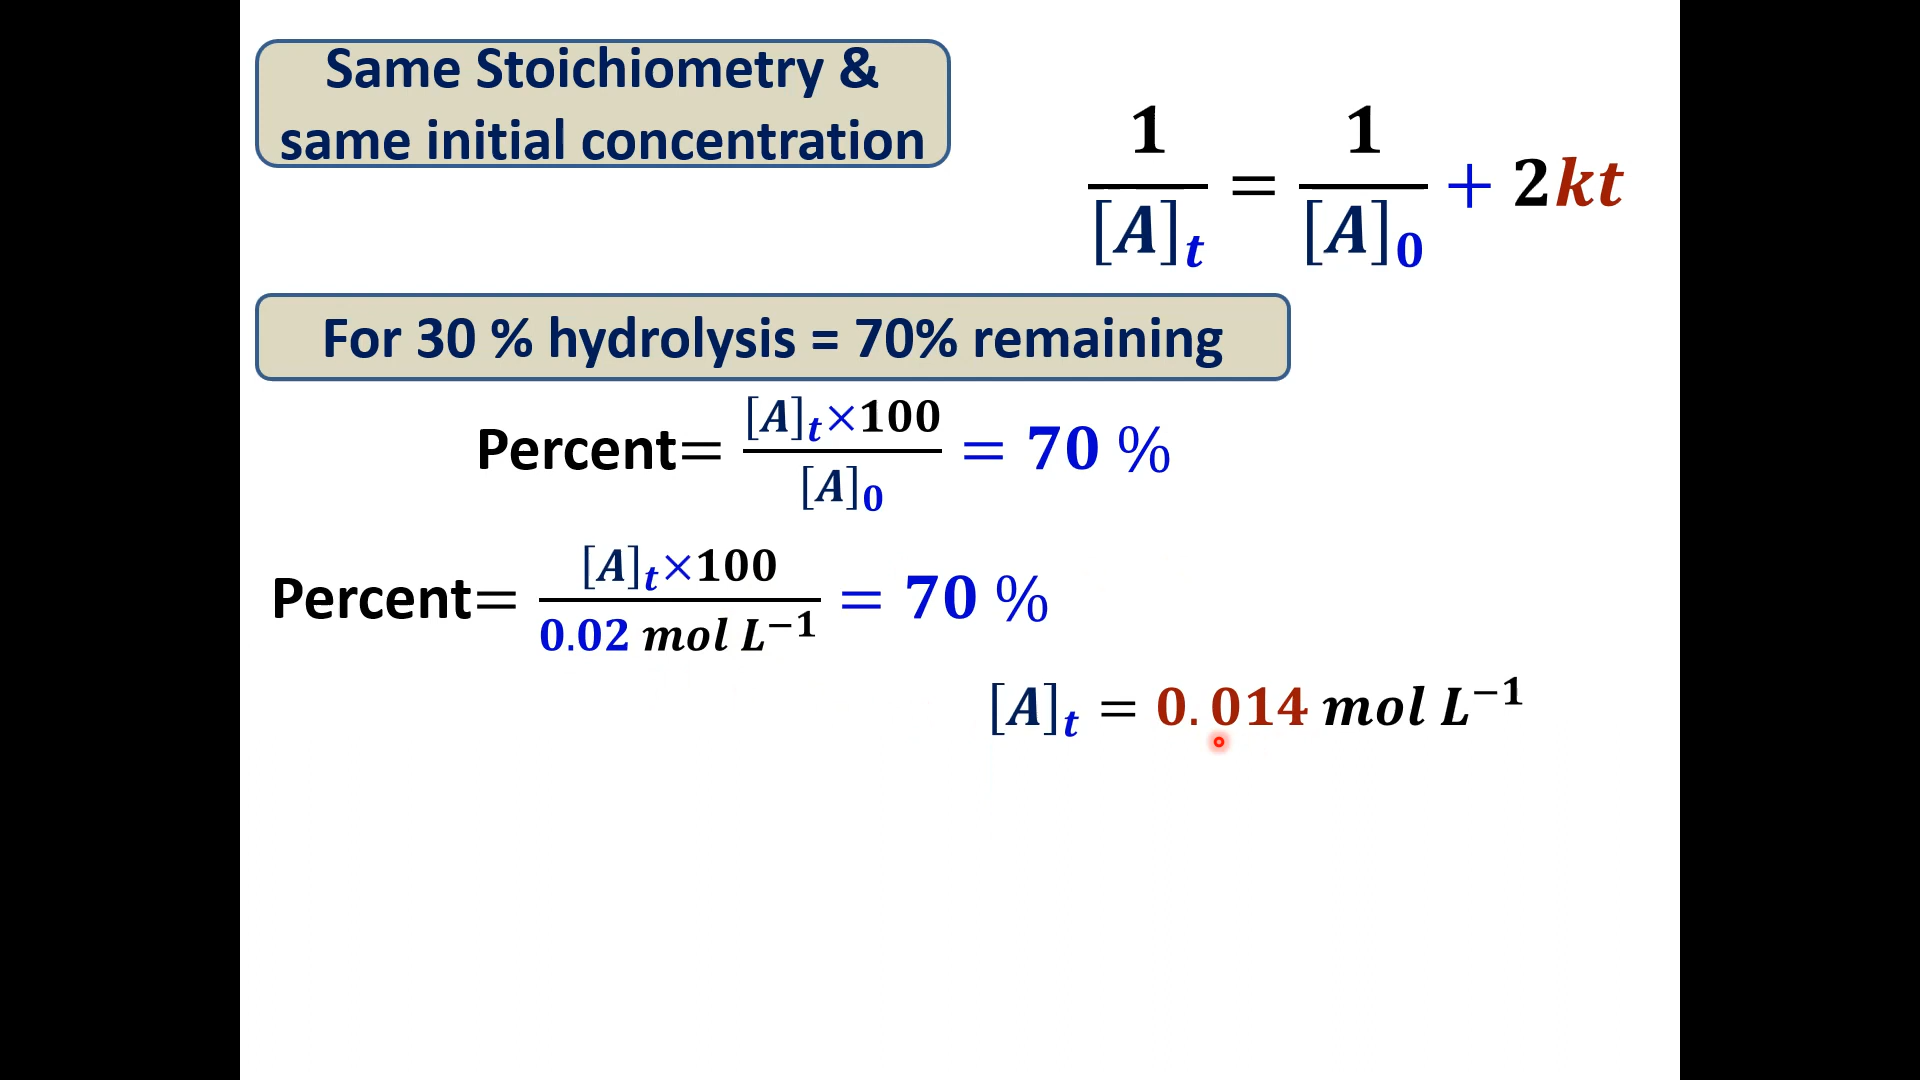 Same Stoichiometry &
same initial concentration
1/[A]ₜ = 1/[A]₀ + 2kt
For 30 % hydrolysis = 70% remaining
Percent= [A]ₜ×100/[A]₀ = 70 %
Percent= [A]ₜ×100/0.02 mol L⁻¹ = 70 %
[A]ₜ = 0.014 mol L⁻¹